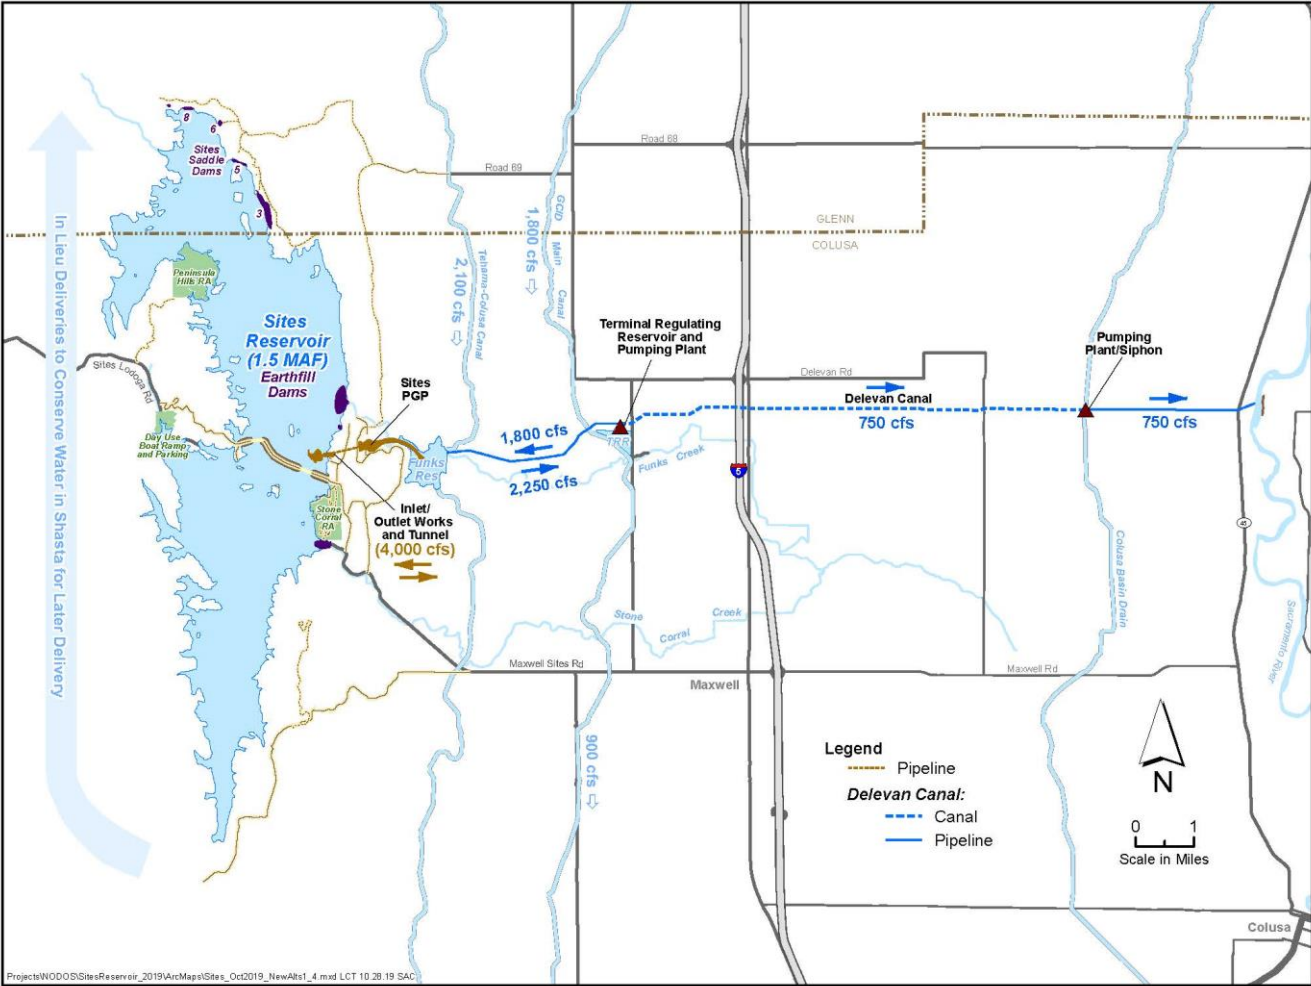 8
6
Sites
Saddle
Dams
5
3
Road 68
Road 69
GLENN
COLUSA
In Lieu Deliveries to Conserve Water in Shasta for Later Delivery
Peninsula
Hills RA
Sites
Reservoir
(1.5 MAF)
Earthfill
Dams
Tehama-Colusa Canal
2,100 cfs
GCID Main Canal
1,800 cfs
Terminal Regulating
Reservoir and
Pumping Plant
Pumping
Plant/Siphon
Sites Lodoga Rd
Sites
PGP
Delevan Rd
Delevan Canal
750 cfs
750 cfs
Day Use
Boat Ramp
and Parking
1,800 cfs
2,250 cfs
TRR
Funks Creek
Funks
Res
5
Stone
Corral
RA
Inlet/
Outlet Works
and Tunnel
(4,000 cfs)
45
Colusa Basin Drain
Sacramento River
Stone Corral Creek
Maxwell Sites Rd
Maxwell Rd
Maxwell
900 cfs
Legend
Pipeline
Delevan Canal:
Canal
Pipeline
N
0 1
Scale in Miles
Colusa
Projects\NODOS\SitesReservoir_2019\ArcMaps\Sites_Oct2019_NewAlts1_4.mxd LCT 10.28.19 SAC